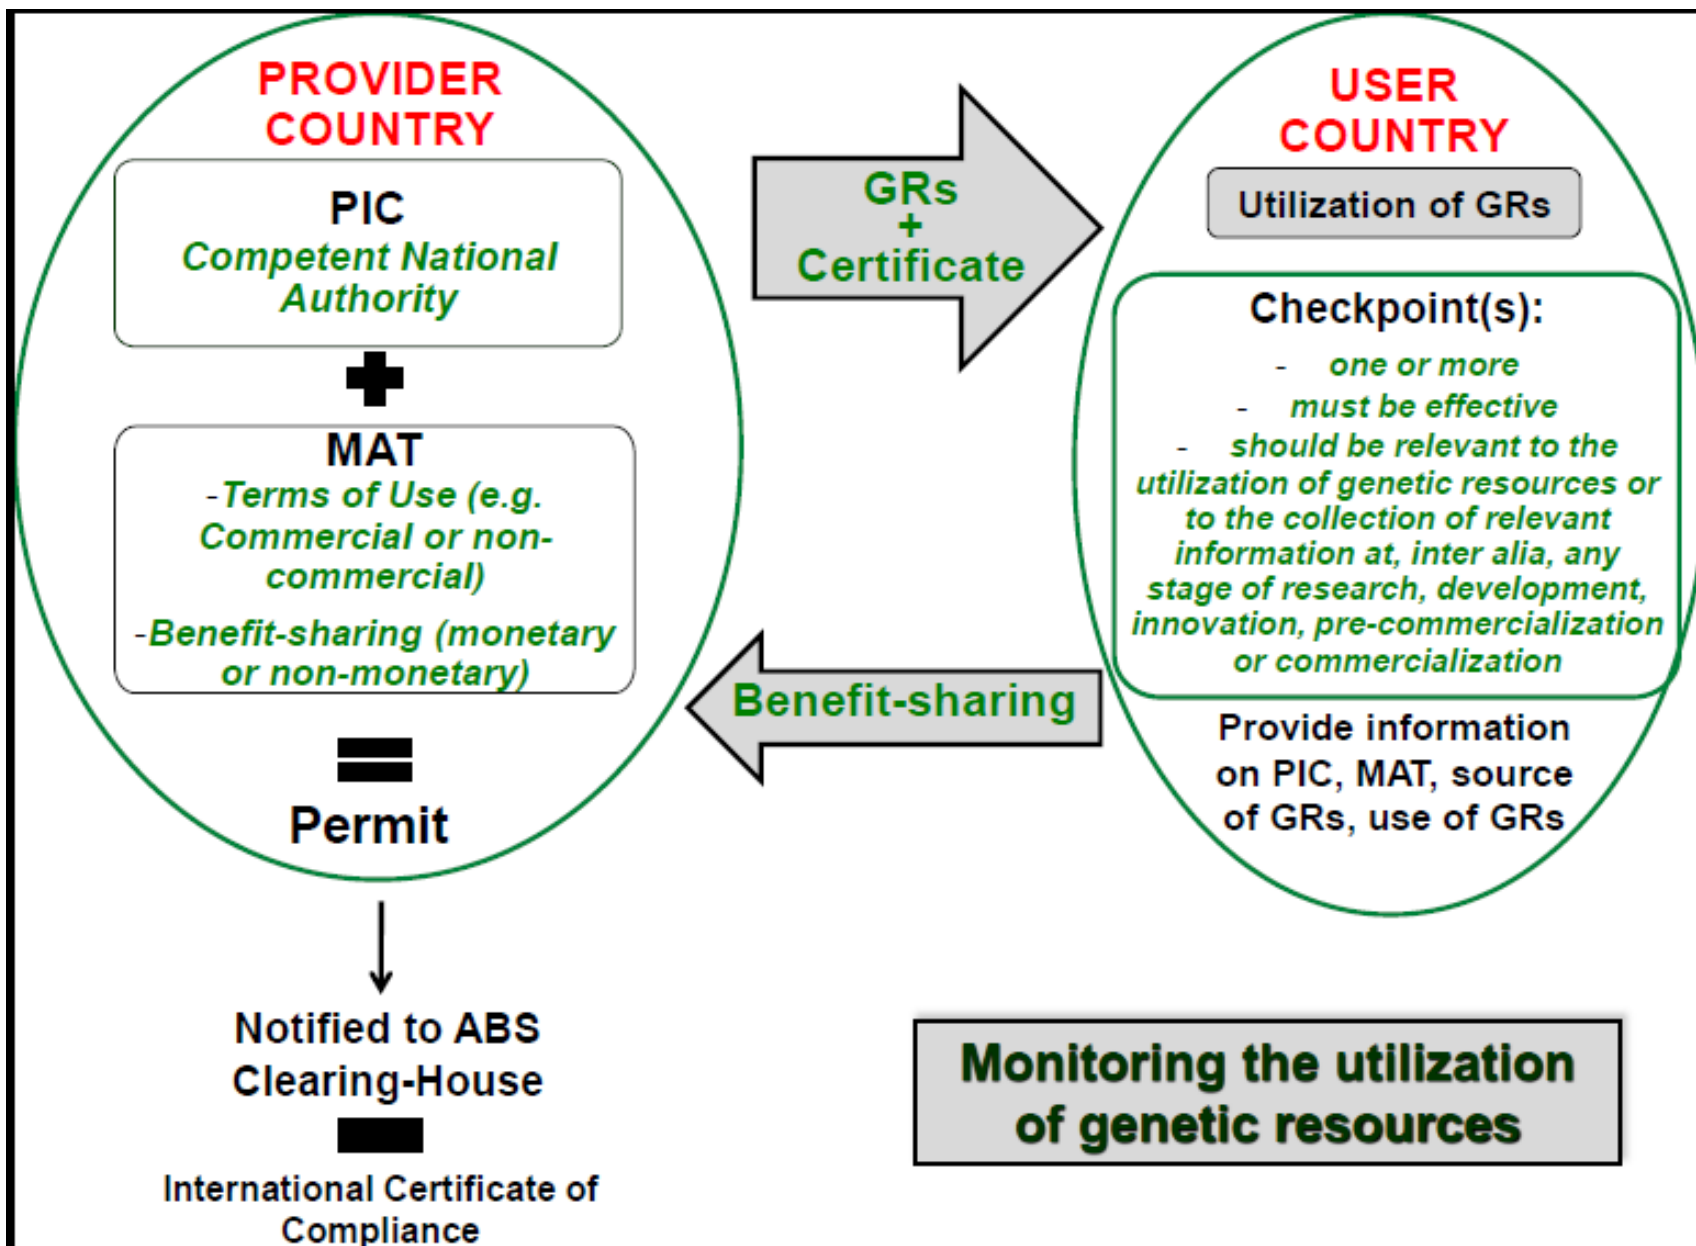 PROVIDER
COUNTRY
PIC
Competent National
Authority
MAT
-Terms of Use (e.g.
Commercial or non-
commercial)
-Benefit-sharing (monetary
or non-monetary)
Permit
Notified to ABS
Clearing-House
International Certificate of
Compliance
GRs
+
Certificate
Benefit-sharing
USER
COUNTRY
Utilization of GRs
Checkpoint(s):
- one or more
- must be effective
- should be relevant to the
utilization of genetic resources or
to the collection of relevant
information at, inter alia, any
stage of research, development,
innovation, pre-commercialization
or commercialization
Provide information
on PIC, MAT, source
of GRs, use of GRs
Monitoring the utilization
of genetic resources